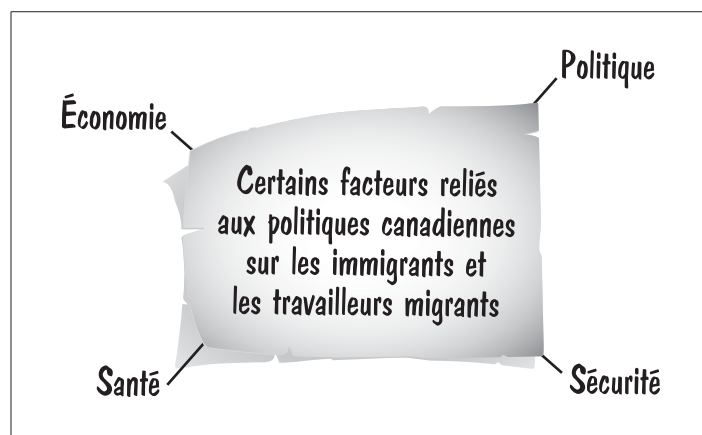 Politique
Économie
Certains facteurs reliés
aux politiques canadiennes
sur les immigrants et
les travailleurs migrants
Santé
Sécurité